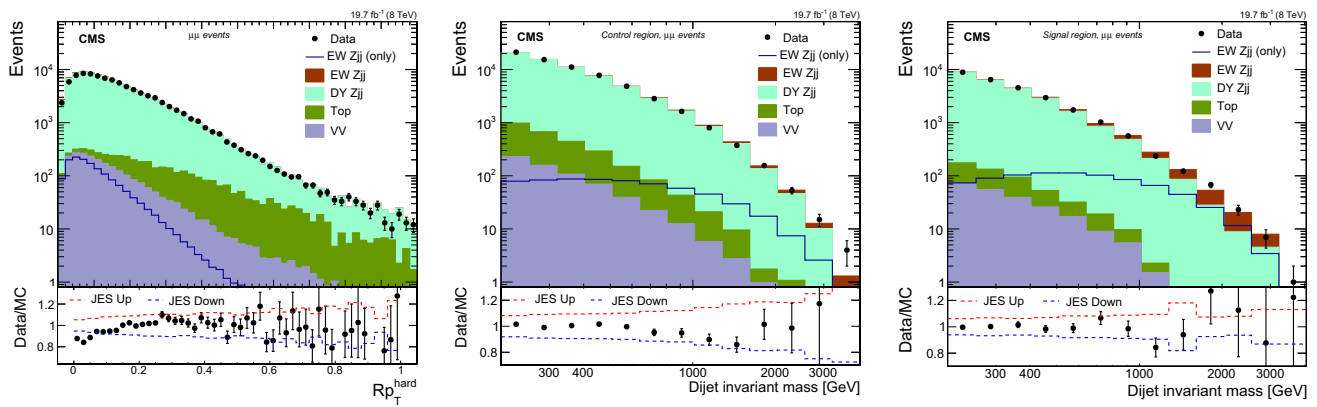 19.7 fb⁻¹ (8 TeV)
CMS
μμ events
Data
EW Zjj (only)
EW Zjj
DY Zjj
Top
VV
Events
10⁴
10³
10²
10
1
JES Up
JES Down
Data/MC
1.2
1
0.8
0
0.2
0.4
0.6
0.8
1
Rp_T^hard
19.7 fb⁻¹ (8 TeV)
CMS
Control region, μμ events
Data
EW Zjj (only)
EW Zjj
DY Zjj
Top
VV
Events
10⁴
10³
10²
10
1
JES Up
JES Down
Data/MC
1.2
1
0.8
300
400
1000
2000
3000
Dijet invariant mass [GeV]
19.7 fb⁻¹ (8 TeV)
CMS
Signal region, μμ events
Data
EW Zjj (only)
EW Zjj
DY Zjj
Top
VV
Events
10⁴
10³
10²
10
1
JES Up
JES Down
Data/MC
1.2
1
0.8
200
300
400
1000
2000
3000
Dijet invariant mass [GeV]